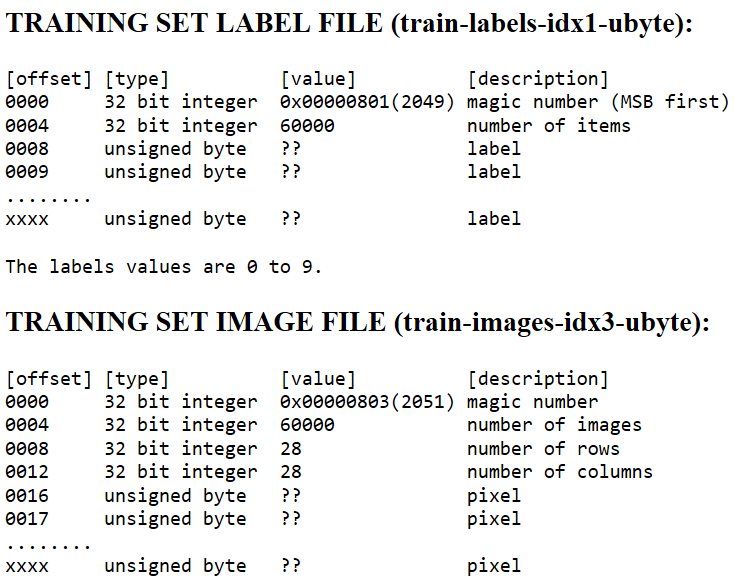 TRAINING SET LABEL FILE (train-labels-idx1-ubyte):
[offset] [type]          [value]          [description]
0000     32 bit integer  0x00000801(2049) magic number (MSB first)
0004     32 bit integer  60000            number of items
0008     unsigned byte   ??               label
0009     unsigned byte   ??               label
........
xxxx     unsigned byte   ??               label
The labels values are 0 to 9.
TRAINING SET IMAGE FILE (train-images-idx3-ubyte):
[offset] [type]          [value]          [description]
0000     32 bit integer  0x00000803(2051) magic number
0004     32 bit integer  60000            number of images
0008     32 bit integer  28               number of rows
0012     32 bit integer  28               number of columns
0016     unsigned byte   ??               pixel
0017     unsigned byte   ??               pixel
........
xxxx     unsigned byte   ??               pixel